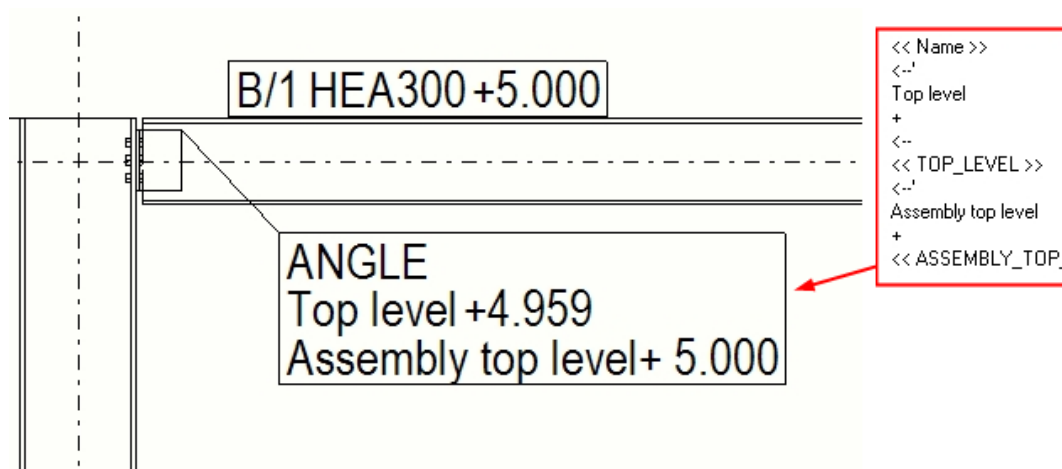 B/1 HEA300 +5.000
ANGLE
Top level +4.959
Assembly top level+ 5.000
<< Name >>
<--'
Top level
+
<--
<< TOP_LEVEL >>
<--'
Assembly top level
+
<< ASSEMBLY_TOP_